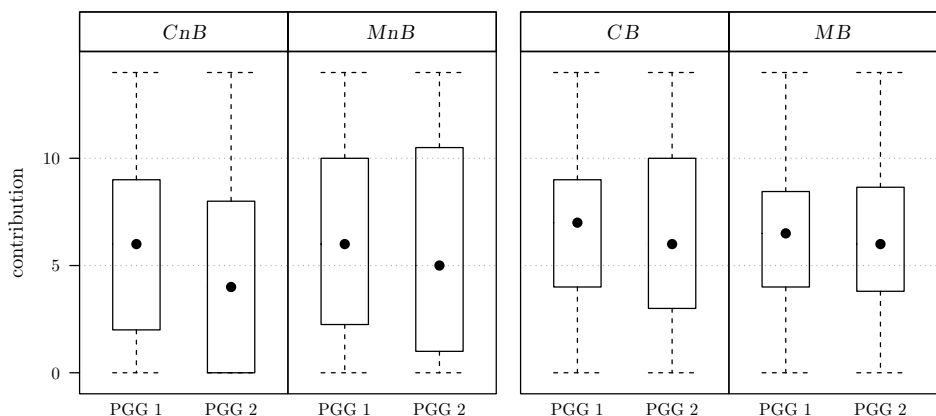 CnB MnB CB MB
contribution
10
5
0
PGG 1 PGG 2 PGG 1 PGG 2 PGG 1 PGG 2 PGG 1 PGG 2